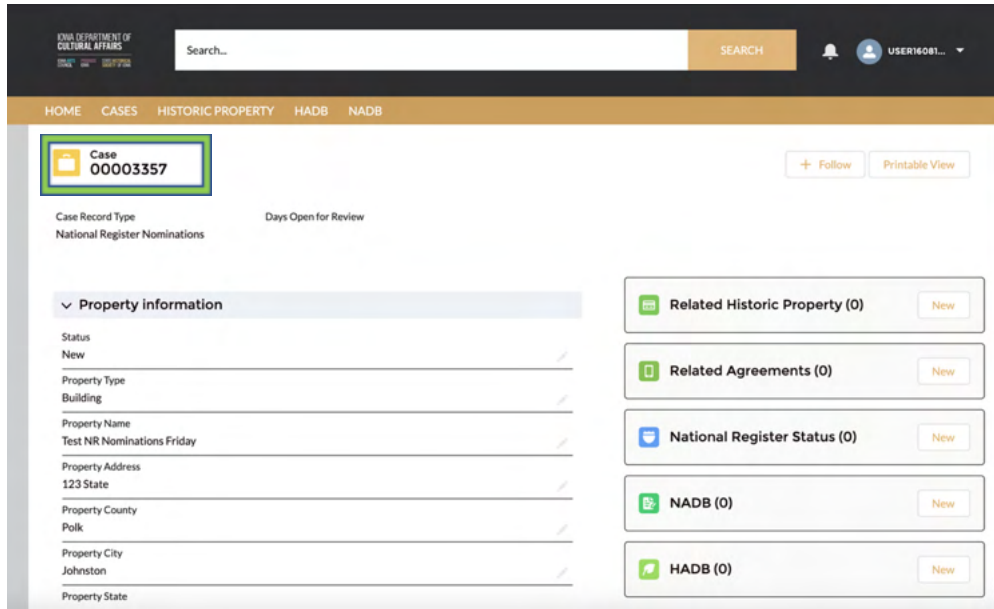 IOWA DEPARTMENT OF
CULTURAL AFFAIRS
Search...
SEARCH
USER16081...
HOME CASES HISTORIC PROPERTY HADB NADB
Case
00003357
+ Follow
Printable View
Case Record Type
Days Open for Review
National Register Nominations
Property information
Status
New
Property Type
Building
Property Name
Test NR Nominations Friday
Property Address
123 State
Property County
Polk
Property City
Johnston
Property State
Related Historic Property (0)
New
Related Agreements (0)
New
National Register Status (0)
New
NADB (0)
New
HADB (0)
New